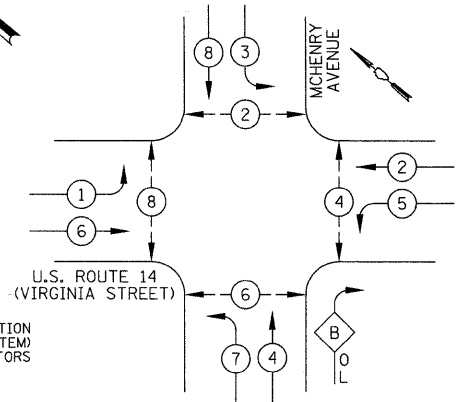 8
3
MCHENRY
AVENUE
2
1
6
8
4
2
5
U.S. ROUTE 14
(VIRGINIA STREET)
6
TION
TEM)
TORS
7
4
B
O
L